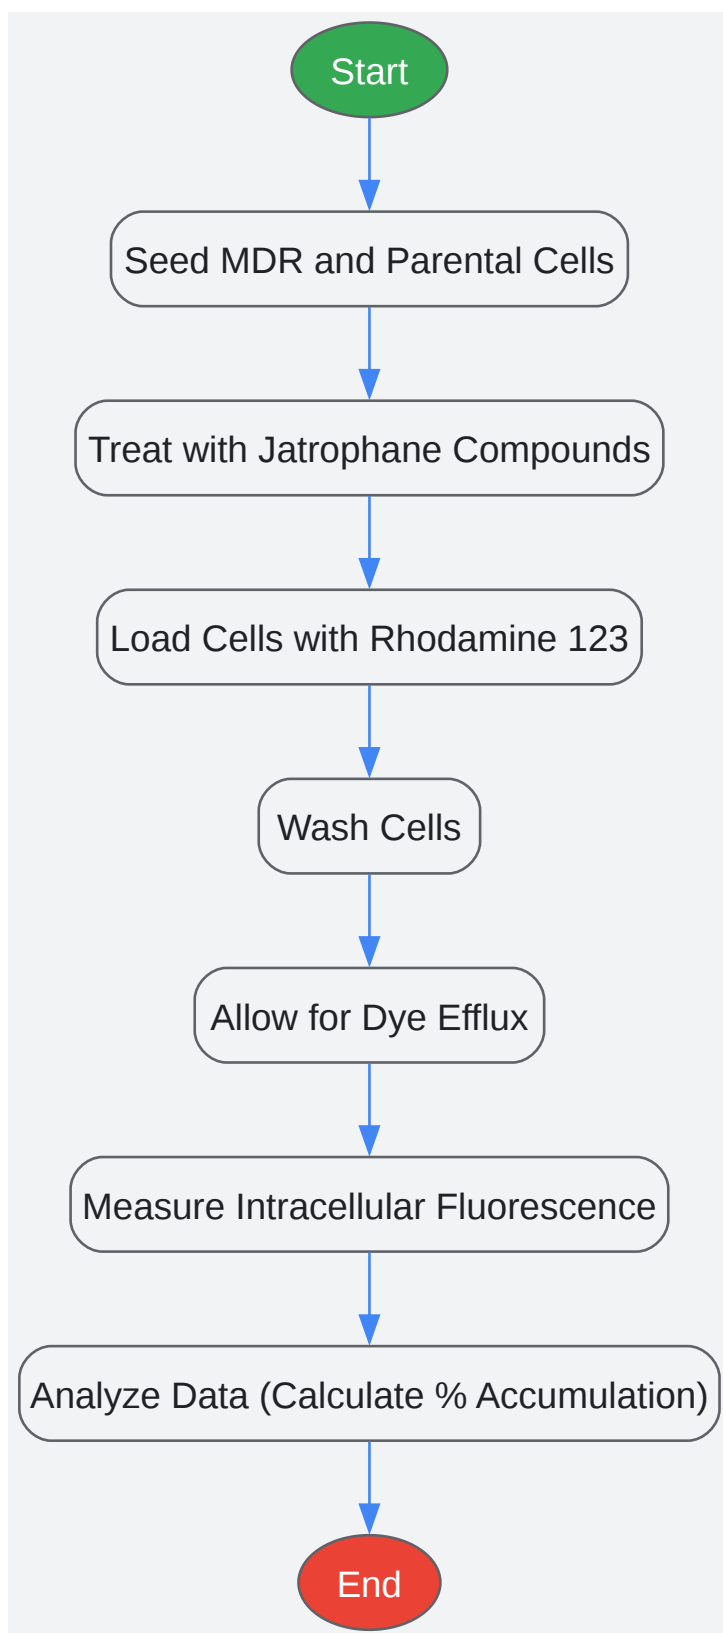 Start
Seed MDR and Parental Cells
Treat with Jatrophane Compounds
Load Cells with Rhodamine 123
Wash Cells
Allow for Dye Efflux
Measure Intracellular Fluorescence
Analyze Data (Calculate % Accumulation)
End